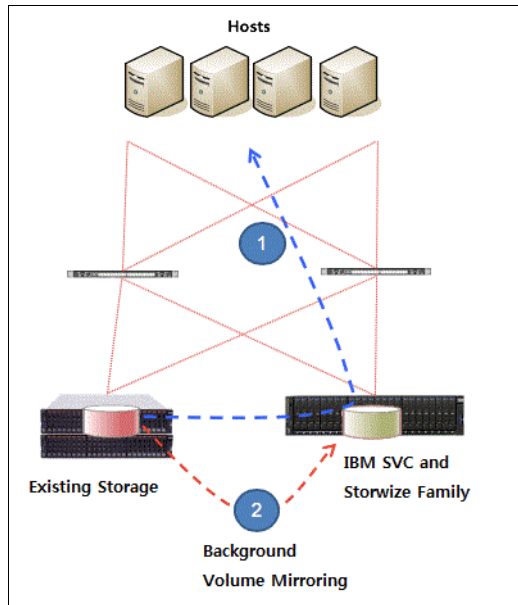 Hosts
1
Existing Storage
IBM SVC and
Storwize Family
2
Background
Volume Mirroring